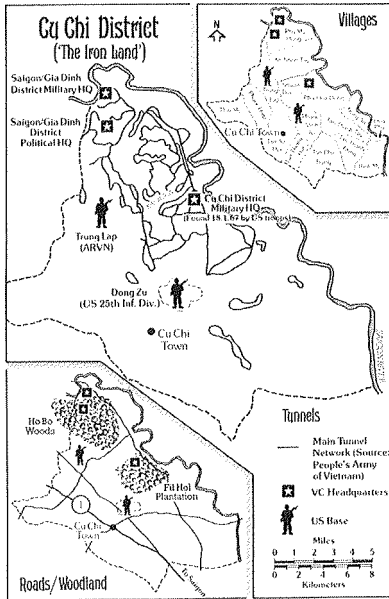 Cu Chi District
('The Iron Land')
Saigon/Gia Dinh
District Military HQ
Saigon/Gia Dinh
District
Political HQ
Cu Chi District
Military HQ
(Found 18.1.67 by US troops)
Trung Lap
(ARVN)
Dong Zu
(US 25th Inf. Div.)
Cu Chi
Town
Villages
N
Cu Chi Town
Ho Bo
Woods
Fil Hol
Plantation
1
Cu Chi
Town
To Saigon
Roads/Woodland
Tunnels
Main Tunnel
Network (Source:
People's Army
of Vietnam)
VC Headquarters
US Base
Miles
0 1 2 3 4 5
0 2 4 6 8
Kilometers